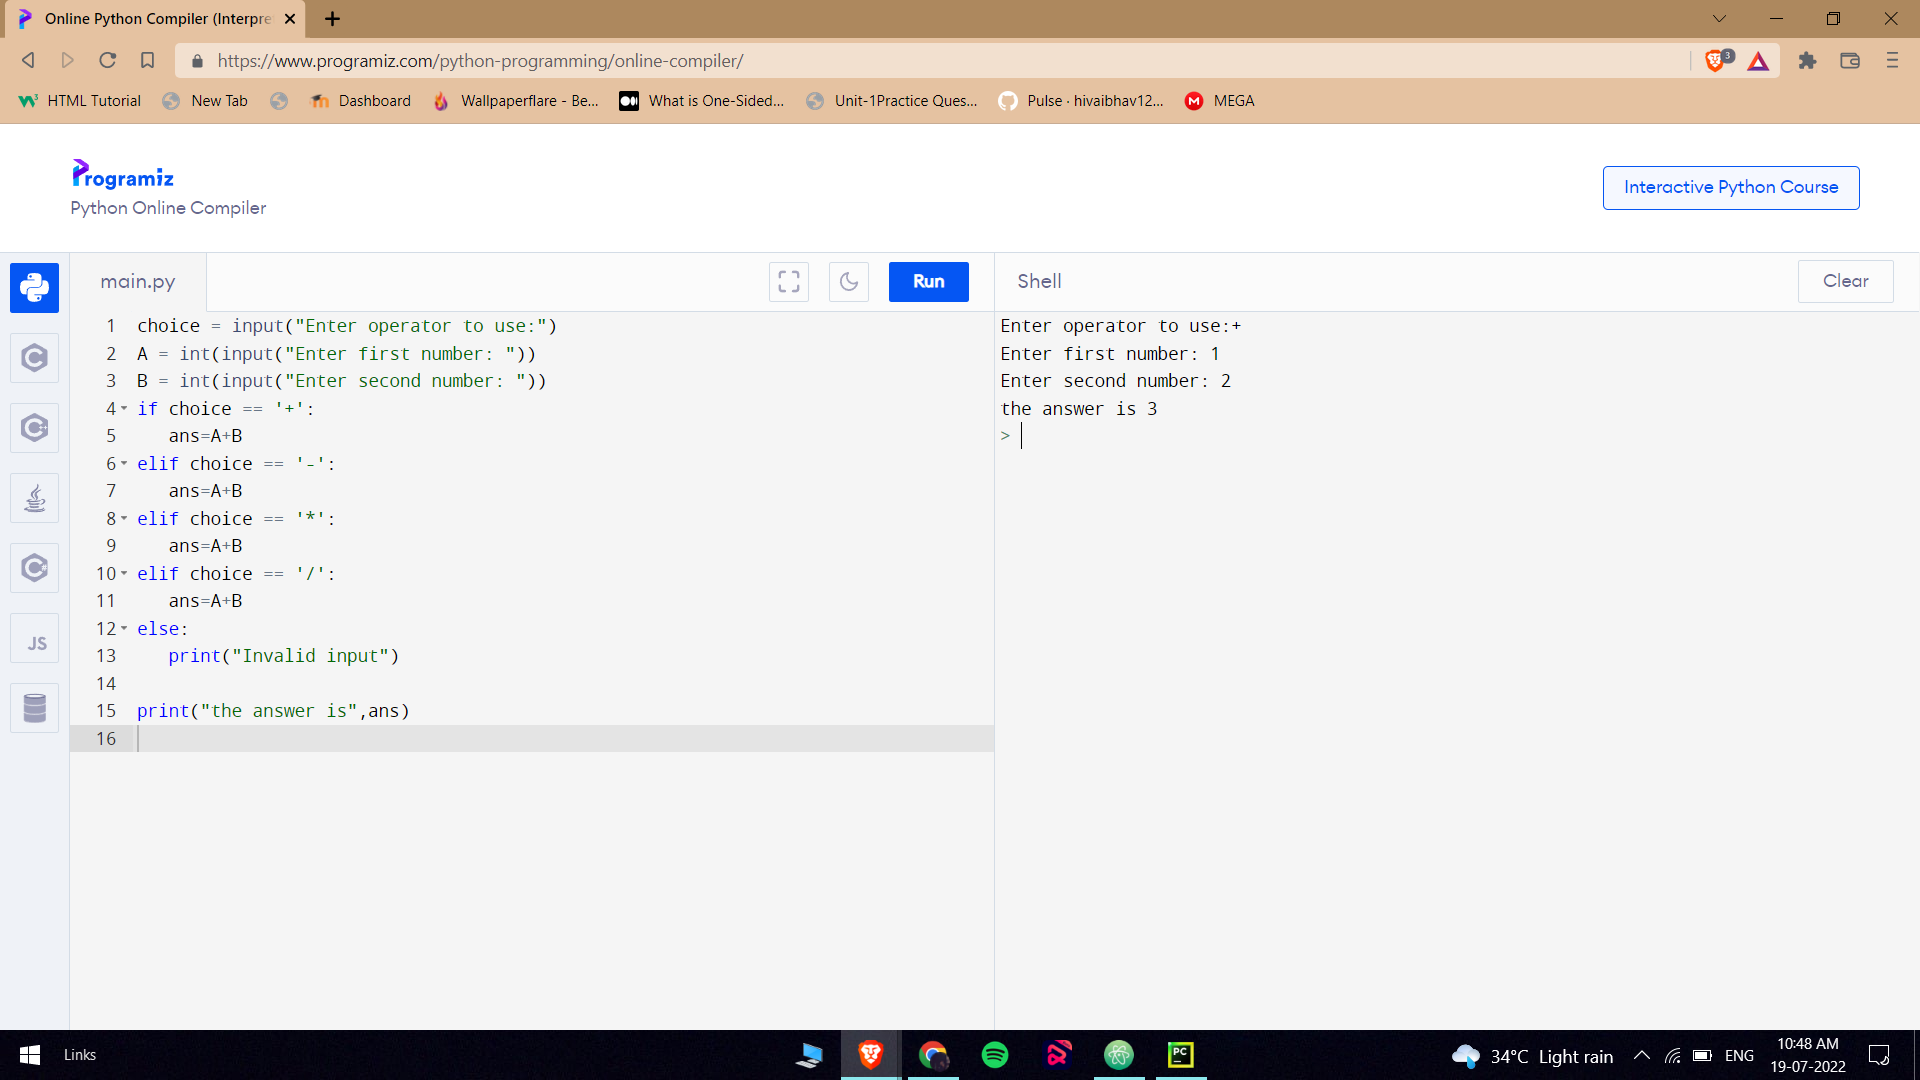 Online Python Compiler (Interpre
https://www.programiz.com/python-programming/online-compiler/
3
HTML Tutorial
New Tab
Dashboard
Wallpaperflare - Be...
What is One-Sided...
Unit-1Practice Ques...
Pulse · hivaibhav12...
MEGA
Programiz
Python Online Compiler
Interactive Python Course
main.py
Run
Shell
Clear
1 choice = input("Enter operator to use:")
2 A = int(input("Enter first number: "))
3 B = int(input("Enter second number: "))
4 if choice == '+':
5    ans=A+B
6 elif choice == '-':
7    ans=A+B
8 elif choice == '*':
9    ans=A+B
10 elif choice == '/':
11    ans=A+B
12 else:
13    print("Invalid input")
14
15 print("the answer is",ans)
16
Enter operator to use:+
Enter first number: 1
Enter second number: 2
the answer is 3
>
JS
Links
PC
34°C Light rain
ENG
10:48 AM
19-07-2022